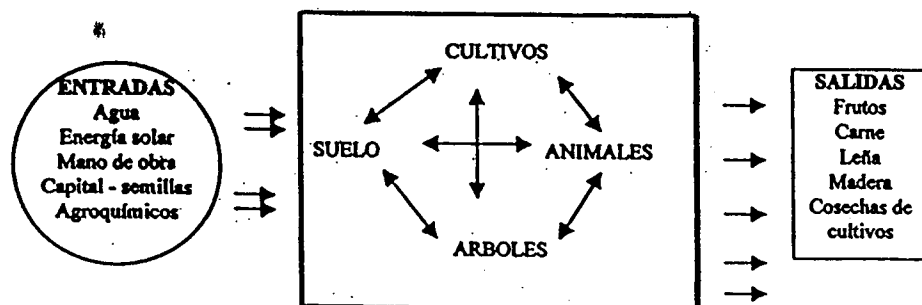 ENTRADAS
Agua
Energía solar
Mano de obra
Capital - semillas
Agroquímicos
CULTIVOS
SUELO
ANIMALES
ARBOLES
SALIDAS
Frutos
Carne
Leña
Madera
Cosechas de
cultivos